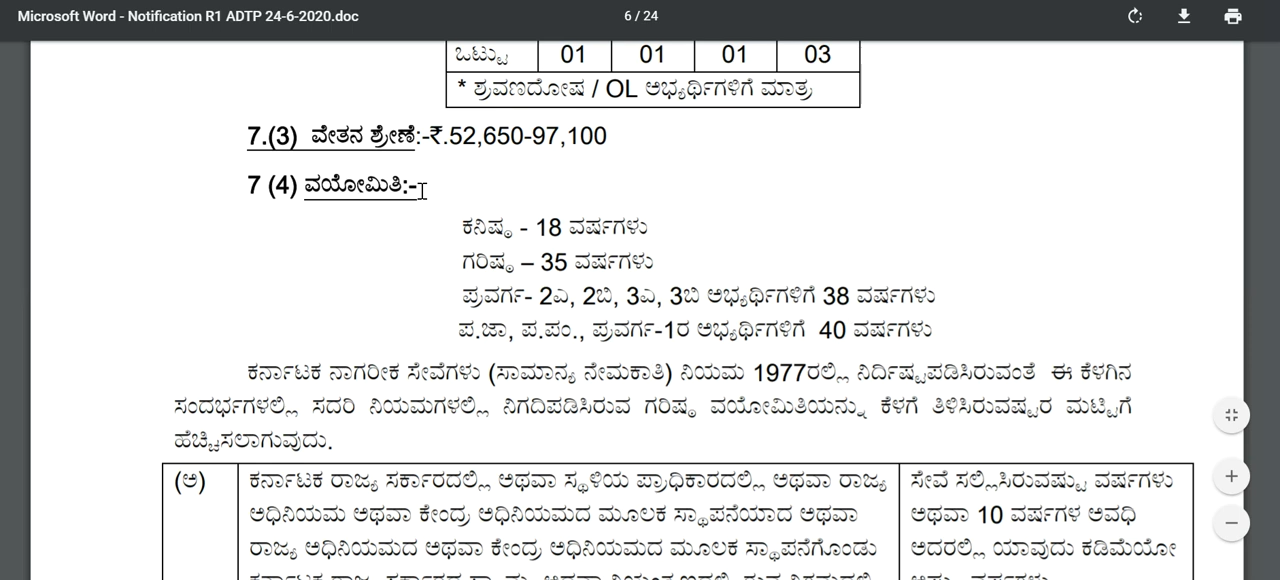 Microsoft Word - Notification R1 ADTP 24-6-2020.doc
6 / 24
ಒಟ್ಟು 01 01 01 03
* ಶ್ರವಣದೋಷ / OL ಅಭ್ಯರ್ಥಿಗಳಿಗೆ ಮಾತ್ರ
7.(3) ವೇತನ ಶ್ರೇಣಿ:-₹.52,650-97,100
7 (4) ವಯೋಮಿತಿ:-
ಕನಿಷ್ಠ - 18 ವರ್ಷಗಳು
ಗರಿಷ್ಠ – 35 ವರ್ಷಗಳು
ಪ್ರವರ್ಗ- 2ಎ, 2ಬಿ, 3ಎ, 3ಬಿ ಅಭ್ಯರ್ಥಿಗಳಿಗೆ 38 ವರ್ಷಗಳು
ಪ.ಜಾ, ಪ.ಪಂ., ಪ್ರವರ್ಗ-1ರ ಅಭ್ಯರ್ಥಿಗಳಿಗೆ 40 ವರ್ಷಗಳು
ಕರ್ನಾಟಕ ನಾಗರೀಕ ಸೇವೆಗಳು (ಸಾಮಾನ್ಯ ನೇಮಕಾತಿ) ನಿಯಮ 1977ರಲ್ಲಿ ನಿರ್ದಿಷ್ಟಪಡಿಸಿರುವಂತೆ ಈ ಕೆಳಗಿನ
ಸಂದರ್ಭಗಳಲ್ಲಿ ಸದರಿ ನಿಯಮಗಳಲ್ಲಿ ನಿಗದಿಪಡಿಸಿರುವ ಗರಿಷ್ಠ ವಯೋಮಿತಿಯನ್ನು ಕೆಳಗೆ ತಿಳಿಸಿರುವಷ್ಟರ ಮಟ್ಟಿಗೆ
ಹೆಚ್ಚಿಸಲಾಗುವುದು.
(ಅ) ಕರ್ನಾಟಕ ರಾಜ್ಯ ಸರ್ಕಾರದಲ್ಲಿ ಅಥವಾ ಸ್ಥಳಿಯ ಪ್ರಾಧಿಕಾರದಲ್ಲಿ ಅಥವಾ ರಾಜ್ಯ ಸೇವೆ ಸಲ್ಲಿಸಿರುವಷ್ಟು ವರ್ಷಗಳು
ಅಧಿನಿಯಮ ಅಥವಾ ಕೇಂದ್ರ ಅಧಿನಿಯಮದ ಮೂಲಕ ಸ್ಥಾಪನೆಯಾದ ಅಥವಾ ಅಥವಾ 10 ವರ್ಷಗಳ ಅವಧಿ
ರಾಜ್ಯ ಅಧಿನಿಯಮದ ಅಥವಾ ಕೇಂದ್ರ ಅಧಿನಿಯಮದ ಮೂಲಕ ಸ್ಥಾಪನೆಗೊಂಡು ಅದರಲ್ಲಿ ಯಾವುದು ಕಡಿಮೆಯೋ